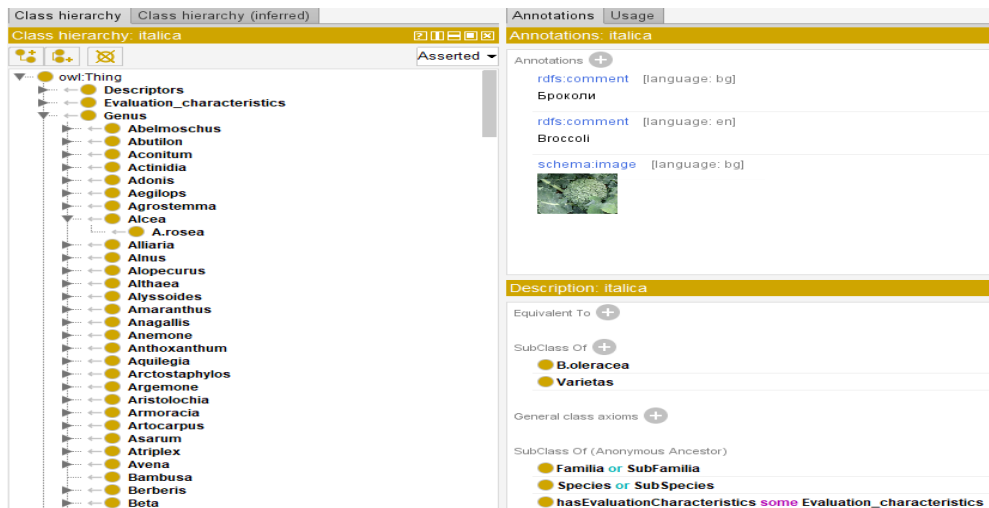 Class hierarchy Class hierarchy (inferred)
Class hierarchy: italica
Asserted
owl:Thing
Descriptors
Evaluation_characteristics
Genus
Abelmoschus
Abutilon
Aconitum
Actinidia
Adonis
Aegilops
Agrostemma
Alcea
A.rosea
Alliaria
Alnus
Alopecurus
Althaea
Alyssoides
Amaranthus
Anagallis
Anemone
Anthoxanthum
Aquilegia
Arctostaphylos
Argemone
Aristolochia
Armoracia
Artocarpus
Asarum
Atriplex
Avena
Bambusa
Berberis
Beta
Annotations Usage
Annotations: italica
Annotations
rdfs:comment [language: bg]
Броколи
rdfs:comment [language: en]
Broccoli
schema:image [language: bg]
Description: italica
Equivalent To
SubClass Of
B.oleracea
Varietas
General class axioms
SubClass Of (Anonymous Ancestor)
Familia or SubFamilia
Species or SubSpecies
hasEvaluationCharacteristics some Evaluation_characteristics